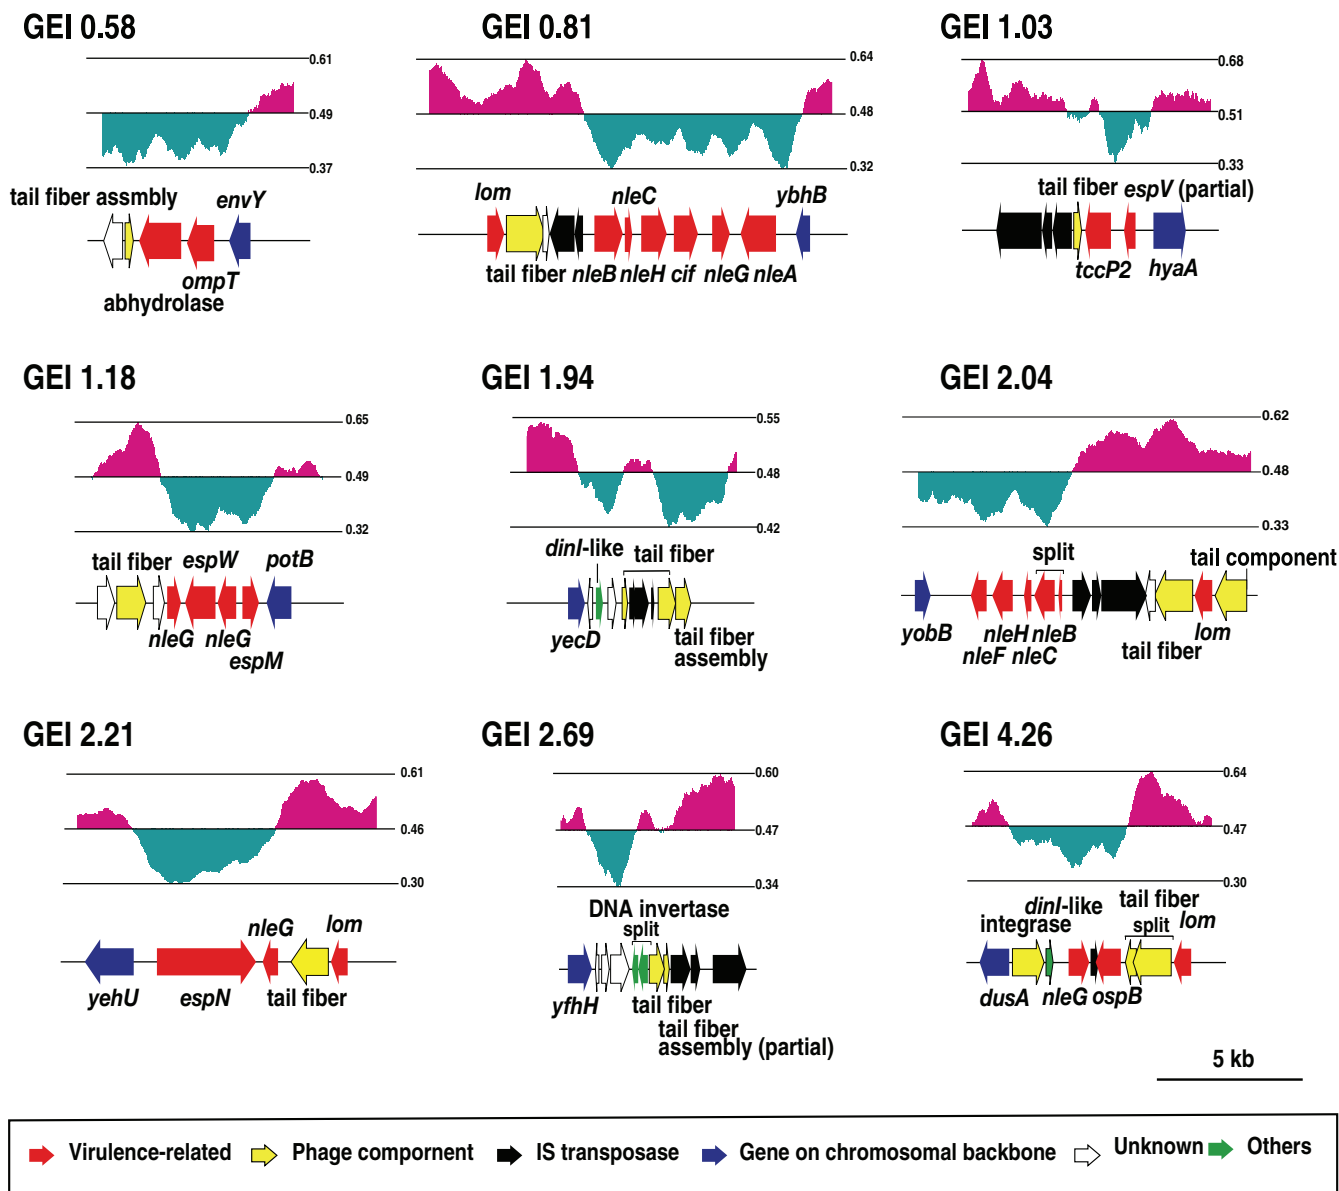 GEI 0.58
0.61
0.49
0.37
tail fiber assmbly
envY
ompT
abhydrolase
GEI 0.81
0.64
0.48
0.32
lom
nleC
ybhB
tail fiber nleB nleH cif nleG nleA
GEI 1.03
0.68
0.51
0.33
tail fiber espV (partial)
tccP2 hyaA
GEI 1.18
0.65
0.49
0.32
tail fiber espW potB
nleG nleG
espM
GEI 1.94
0.55
0.48
0.42
dinI-like
tail fiber
yecD
tail fiber
assembly
GEI 2.04
0.62
0.48
0.33
split
tail component
yobB
nleH nleB
nleF nleC
lom
tail fiber
GEI 2.21
0.61
0.46
0.30
nleG
lom
yehU espN tail fiber
GEI 2.69
0.60
0.47
0.34
DNA invertase
split
yfhH
tail fiber
tail fiber
assembly (partial)
GEI 4.26
0.64
0.47
0.30
dinI-like
tail fiber
integrase
split
lom
dusA nleG ospB
5 kb
Virulence-related
Phage compornent
IS transposase
Gene on chromosomal backbone
Unknown
Others